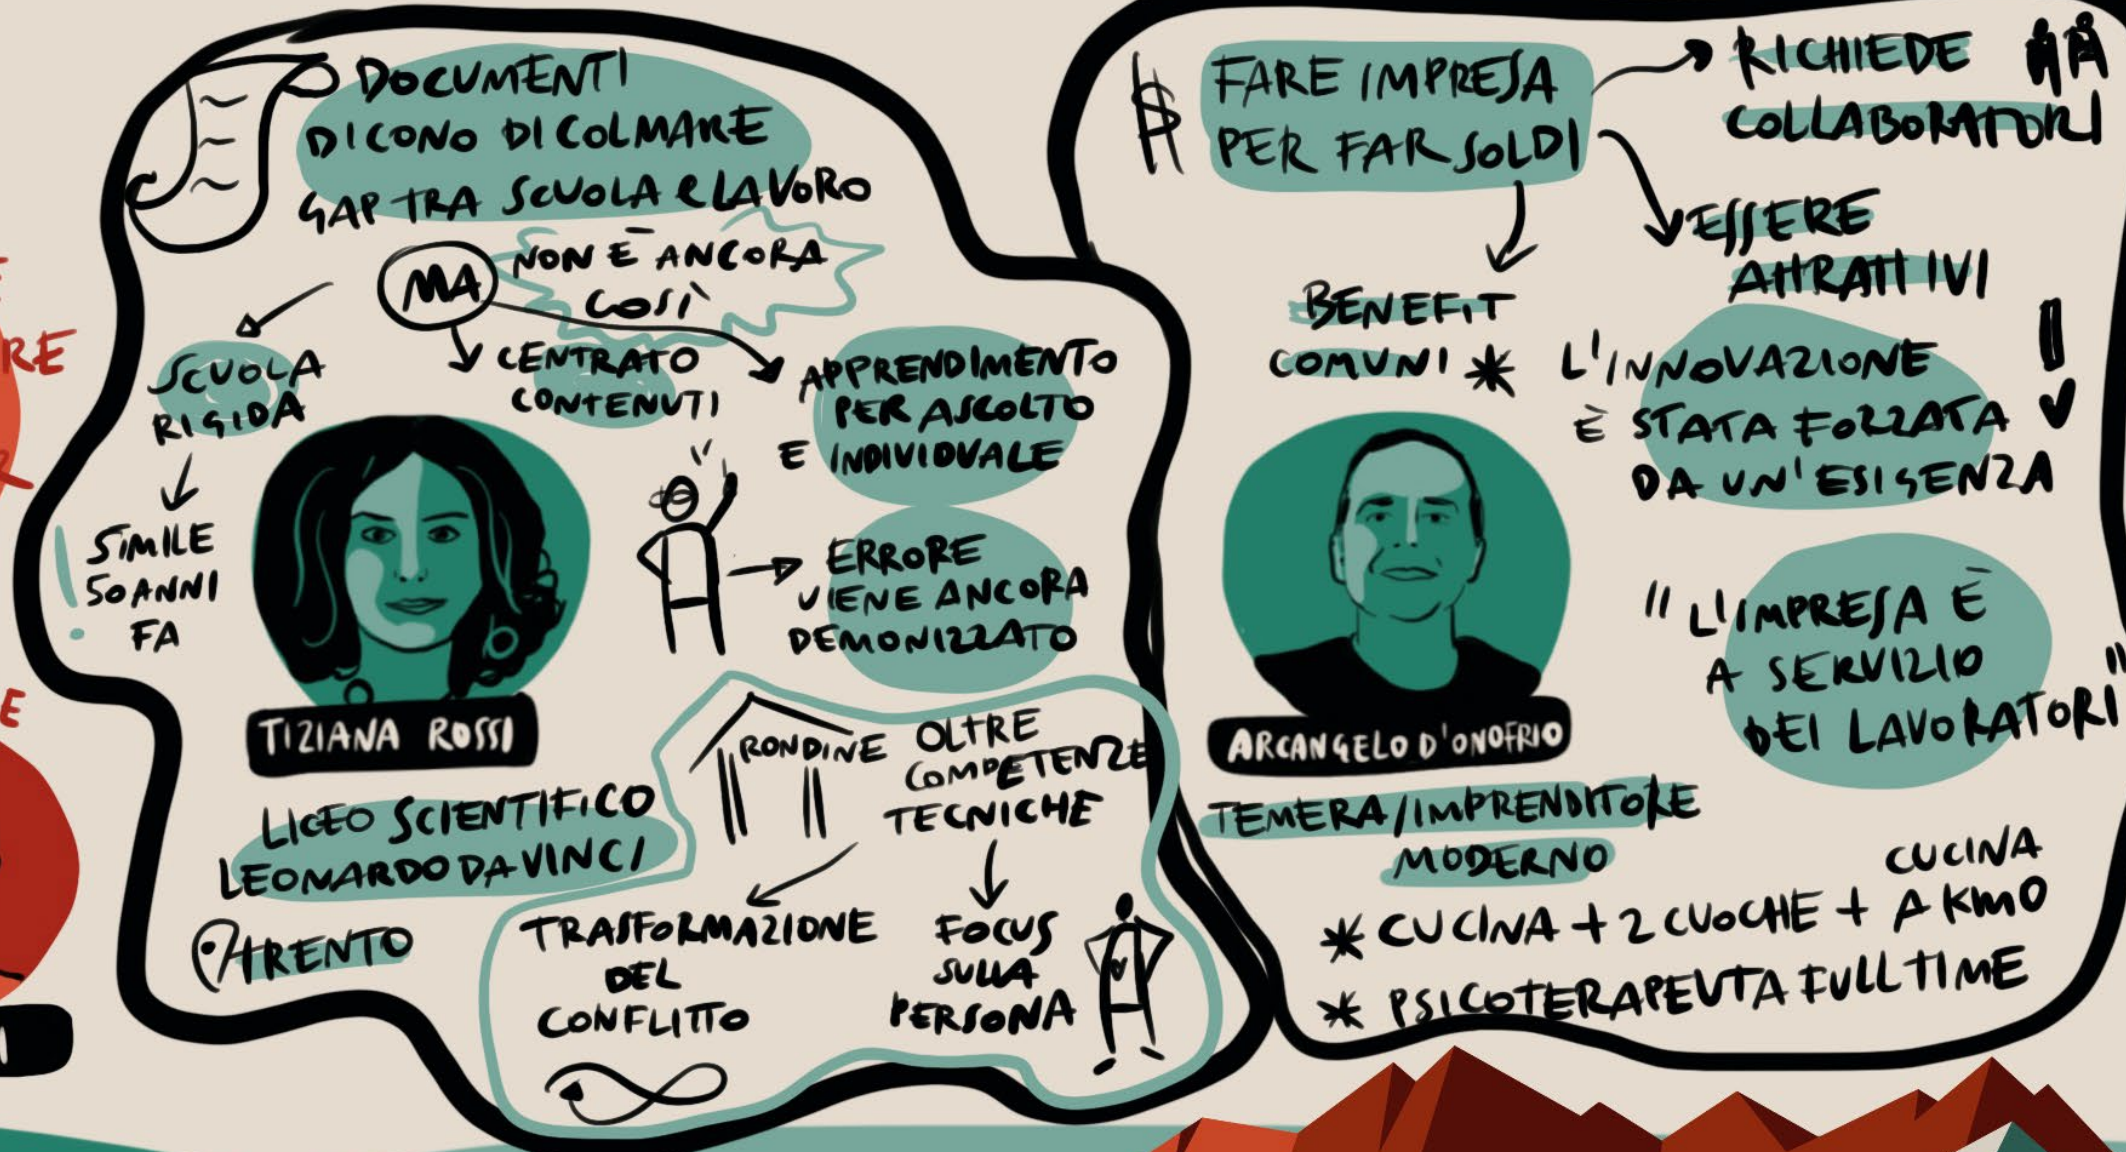 DOCUMENTI
DICONO DI COLMARE
GAP TRA SCUOLA E LAVORO
MA
NON È ANCORA
COSÌ
SCUOLA
RIGIDA
SIMILE
50 ANNI
FA
CENTRATO
CONTENUTI
APPRENDIMENTO
PER ASCOLTO
E INDIVIDUALE
ERRORE
VIENE ANCORA
DEMONIZZATO
TIZIANA ROSSI
LICEO SCIENTIFICO
LEONARDO DA VINCI
TRENTO
RONDINE
OLTRE
COMPETENZE
TECNICHE
TRASFORMAZIONE
DEL
CONFLITTO
FOCUS
SULLA
PERSONA
$
FARE IMPRESA
PER FAR SOLDI
RICHIEDE
COLLABORATORI
ESSERE
ATTRATTIVI
BENEFIT
COMUNI *
L'INNOVAZIONE
È STATA FORZATA
DA UN'ESIGENZA
"L'IMPRESA È
A SERVIZIO
DEI LAVORATORI"
ARCANGELO D'ONOFRIO
TEMERA/IMPRENDITORE
MODERNO
* CUCINA + 2 CUOCHE + CUCINA
A KM0
* PSICOTERAPEUTA FULL TIME
RE
E